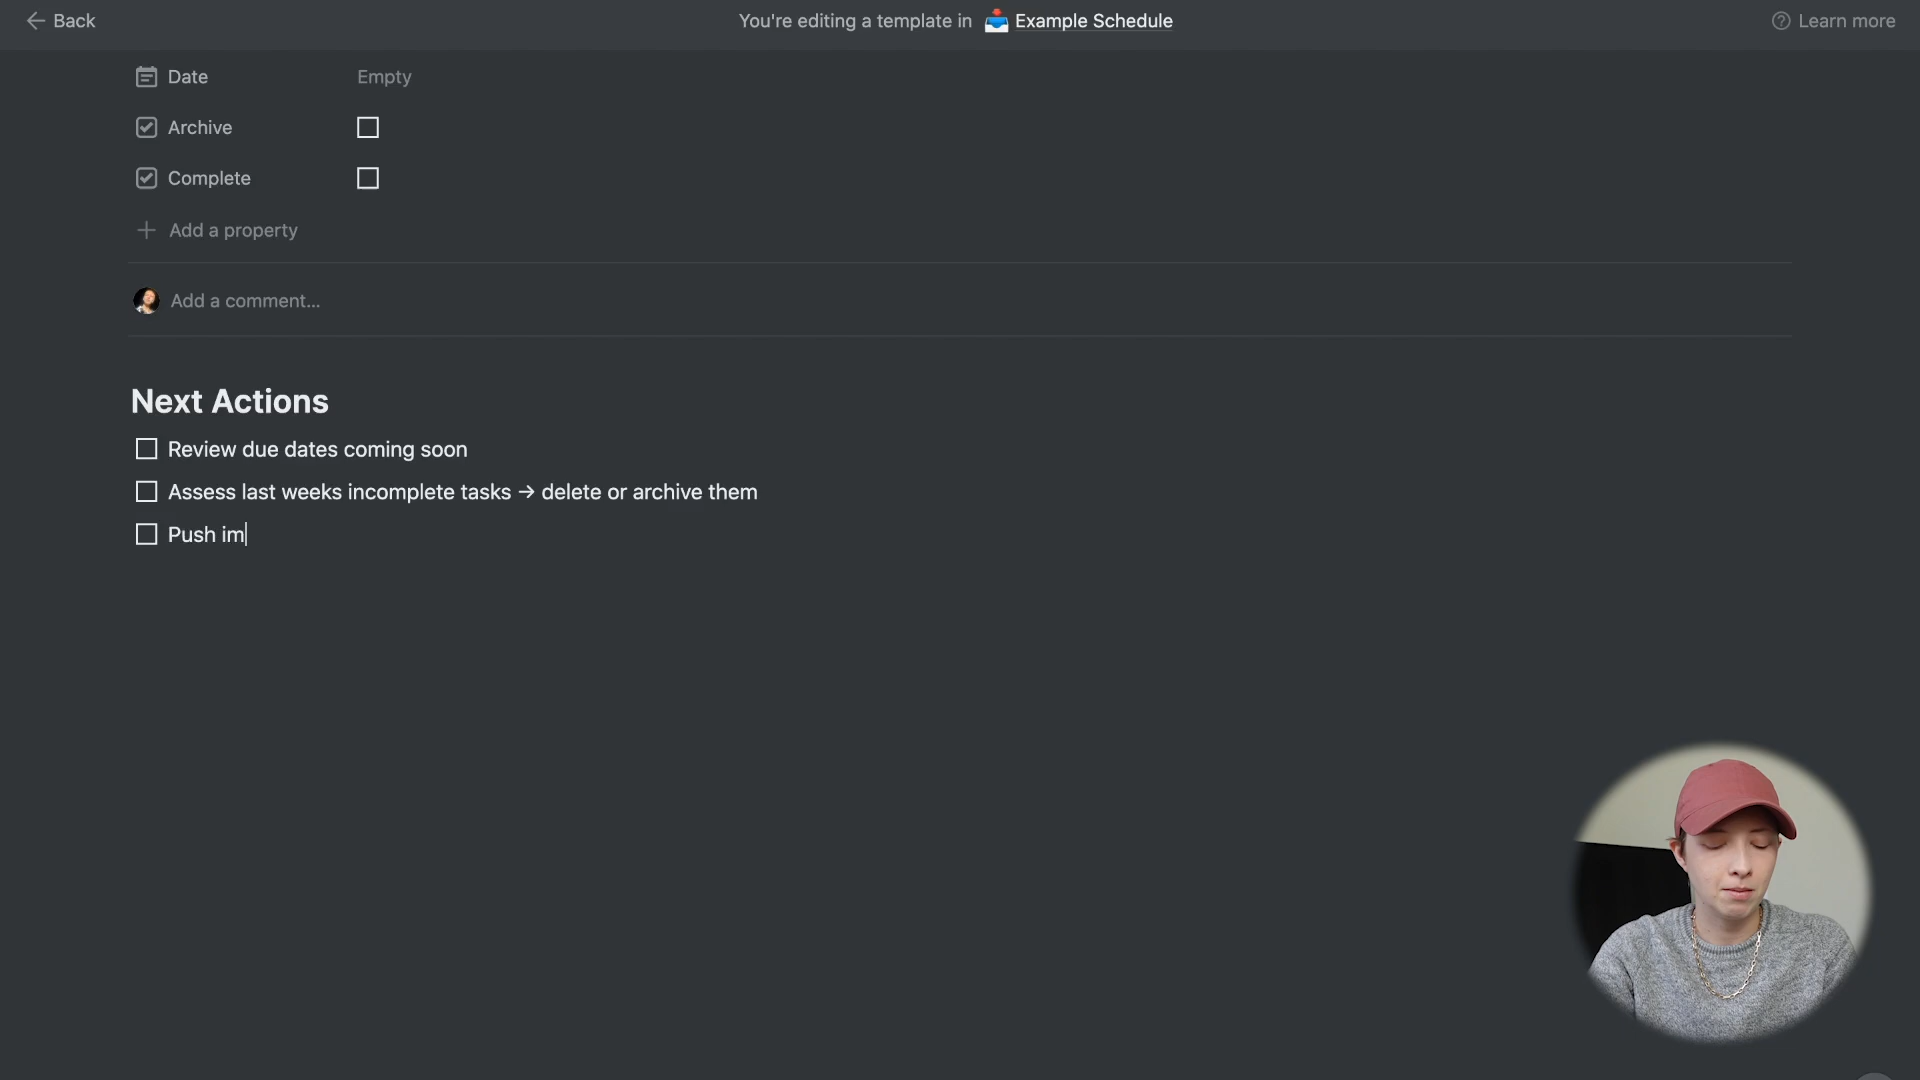 Back
You're editing a template in Example Schedule
Learn more
Date Empty
Archive
Complete
Add a property
Add a comment...
Next Actions
Review due dates coming soon
Assess last weeks incomplete tasks → delete or archive them
Push im